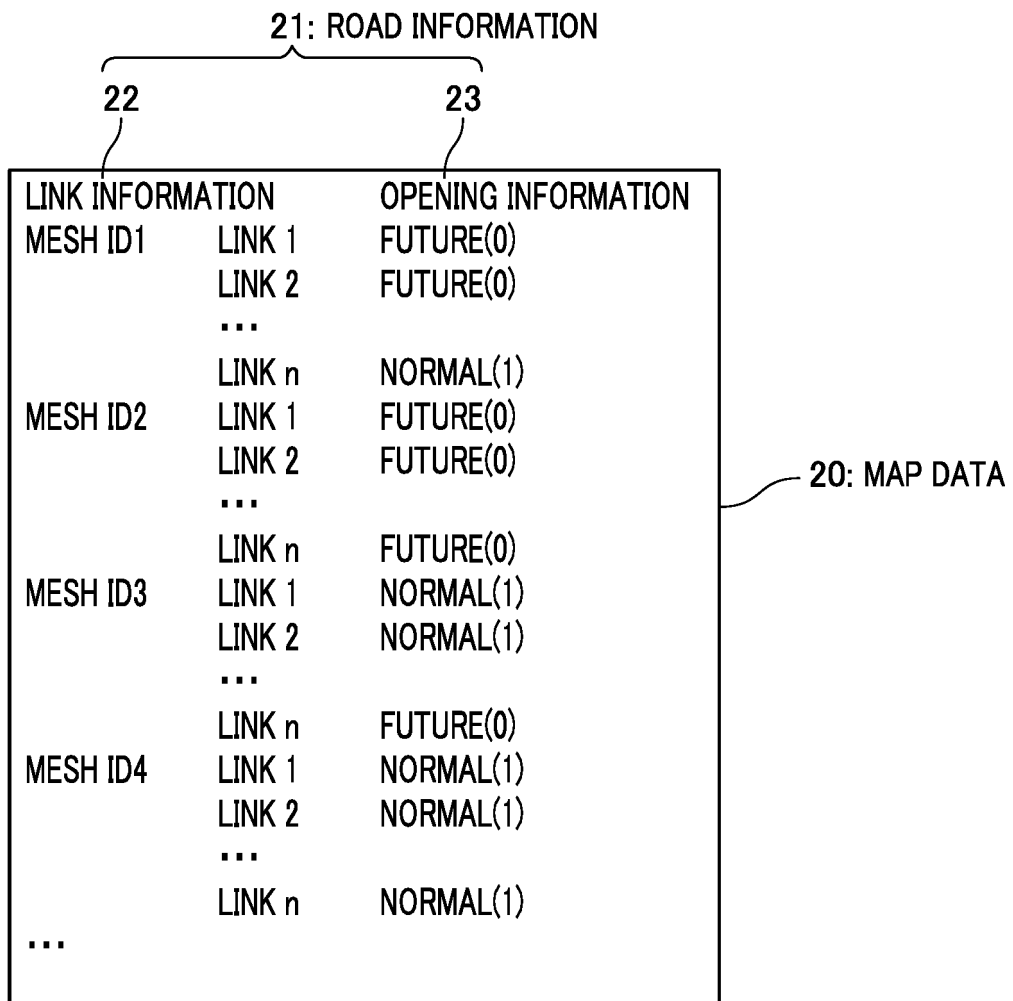 21: ROAD INFORMATION
22 23
LINK INFORMATION OPENING INFORMATION
MESH ID1 LINK 1 FUTURE(0)
LINK 2 FUTURE(0)
...
LINK n NORMAL(1)
MESH ID2 LINK 1 FUTURE(0)
LINK 2 FUTURE(0)
...
LINK n FUTURE(0)
MESH ID3 LINK 1 NORMAL(1)
LINK 2 NORMAL(1)
...
LINK n FUTURE(0)
MESH ID4 LINK 1 NORMAL(1)
LINK 2 NORMAL(1)
...
LINK n NORMAL(1)
...
20: MAP DATA